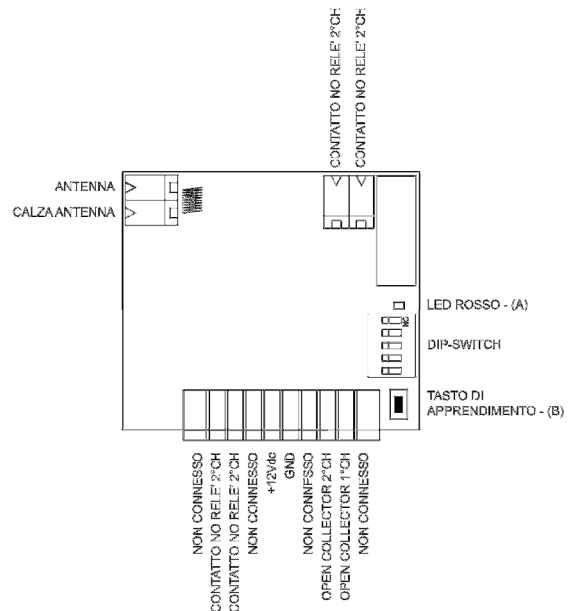 CONTATTO NO RELE' 2°CH
CONTATTO NO RELE' 2°CH
ANTENNA
CALZA ANTENNA
LED ROSSO - (A)
ON
DIP-SWITCH
TASTO DI
APPRENDIMENTO - (B)
NON CONNESSO
CONTATTO NO RELE' 2°CH
CONTATTO NO RELE' 2°CH
NON CONNESSO
+12Vdc
GND
NON CONNESSO
OPEN COLLECTOR 2°CH
OPEN COLLECTOR 1°CH
NON CONNESSO